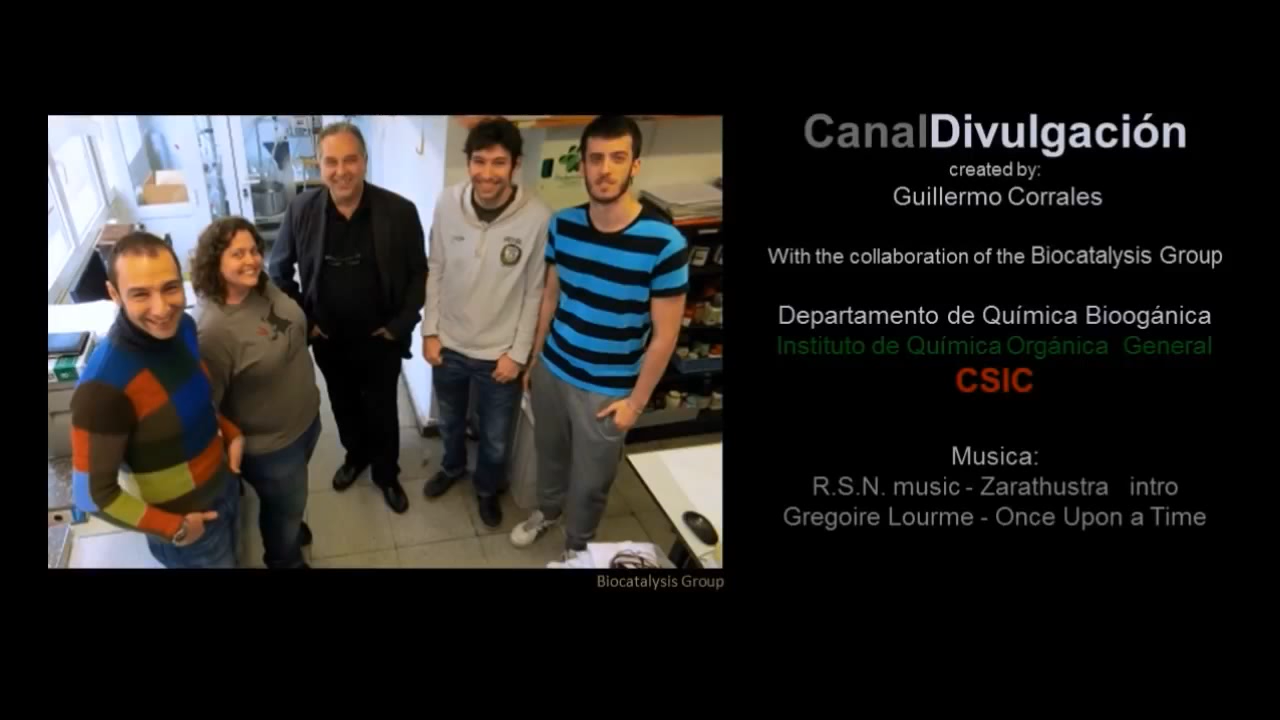 CanalDivulgación
created by:
Guillermo Corrales
With the collaboration of the Biocatalysis Group
Departamento de Química Bioogánica
Instituto de Química Orgánica General
CSIC
Musica:
R.S.N. music - Zarathustra intro
Gregoire Lourme - Once Upon a Time
Biocatalysis Group